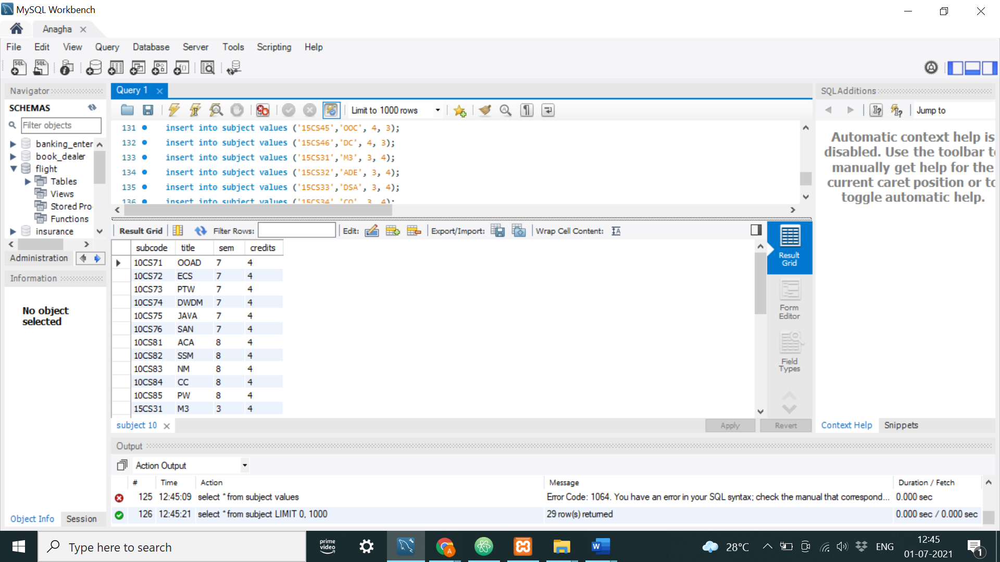 MySQL Workbench
Anagha
File Edit View Query Database Server Tools Scripting Help
Navigator
SCHEMAS
Filter objects
banking_enter
book_dealer
flight
Tables
Views
Stored Pro
Functions
insurance
Administration
Information
No object
selected
Object Info Session
Query 1
Limit to 1000 rows
131 insert into subject values ('15CS45','OOC', 4, 3);
132 insert into subject values ('15CS46','DC', 4, 3);
133 insert into subject values ('15CS31','M3', 3, 4);
134 insert into subject values ('15CS32','ADE', 3, 4);
135 insert into subject values ('15CS33','DSA', 3, 4);
136 insert into subject values ('15CS34','CO', 3, 4);
Result Grid Filter Rows: Edit: Export/Import: Wrap Cell Content:
subcode title sem credits
10CS71 OOAD 7 4
10CS72 ECS 7 4
10CS73 PTW 7 4
10CS74 DWDM 7 4
10CS75 JAVA 7 4
10CS76 SAN 7 4
10CS81 ACA 8 4
10CS82 SSM 8 4
10CS83 NM 8 4
10CS84 CC 8 4
10CS85 PW 8 4
15CS31 M3 3 4
Result
Grid
Form
Editor
Field
Types
subject 10
Apply Revert
SQLAdditions
Jump to
Automatic context help is
disabled. Use the toolbar to
manually get help for the
current caret position or to
toggle automatic help.
Context Help Snippets
Output
Action Output
# Time Action Message Duration / Fetch
125 12:45:09 select * from subject values Error Code: 1064. You have an error in your SQL syntax; check the manual that correspond... 0.000 sec
126 12:45:21 select * from subject LIMIT 0, 1000 29 row(s) returned 0.000 sec / 0.000 sec
Type here to search
prime
video
28°C
ENG
12:45
01-07-2021
1